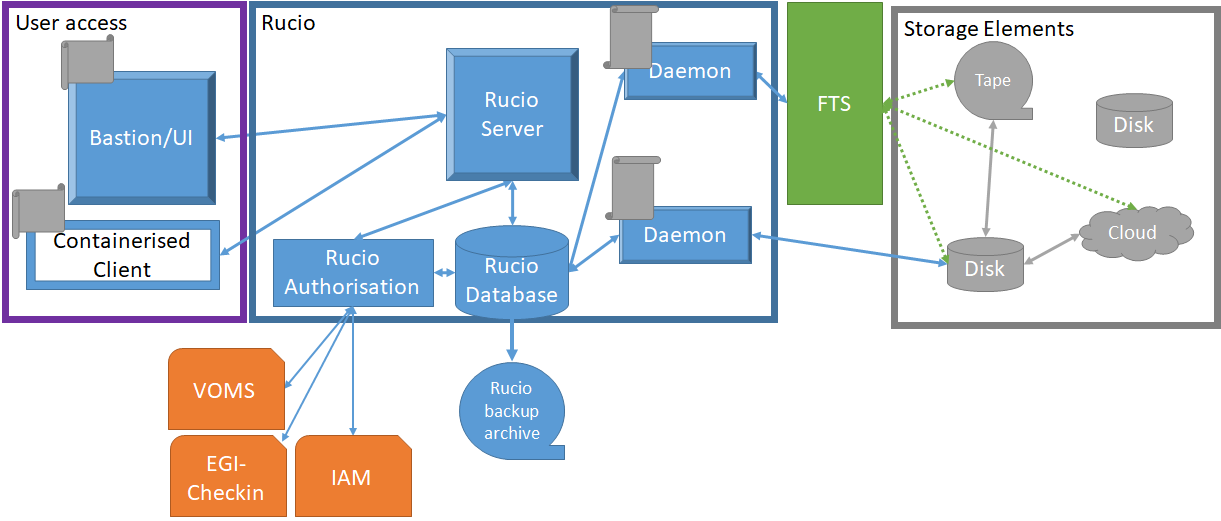 User access
Rucio
Storage Elements
Bastion/UI
Containerised
Client
Rucio
Server
Rucio
Authorisation
Rucio
Database
Daemon
Daemon
FTS
Tape
Disk
Cloud
Disk
VOMS
EGI-
Checkin
IAM
Rucio
backup
archive